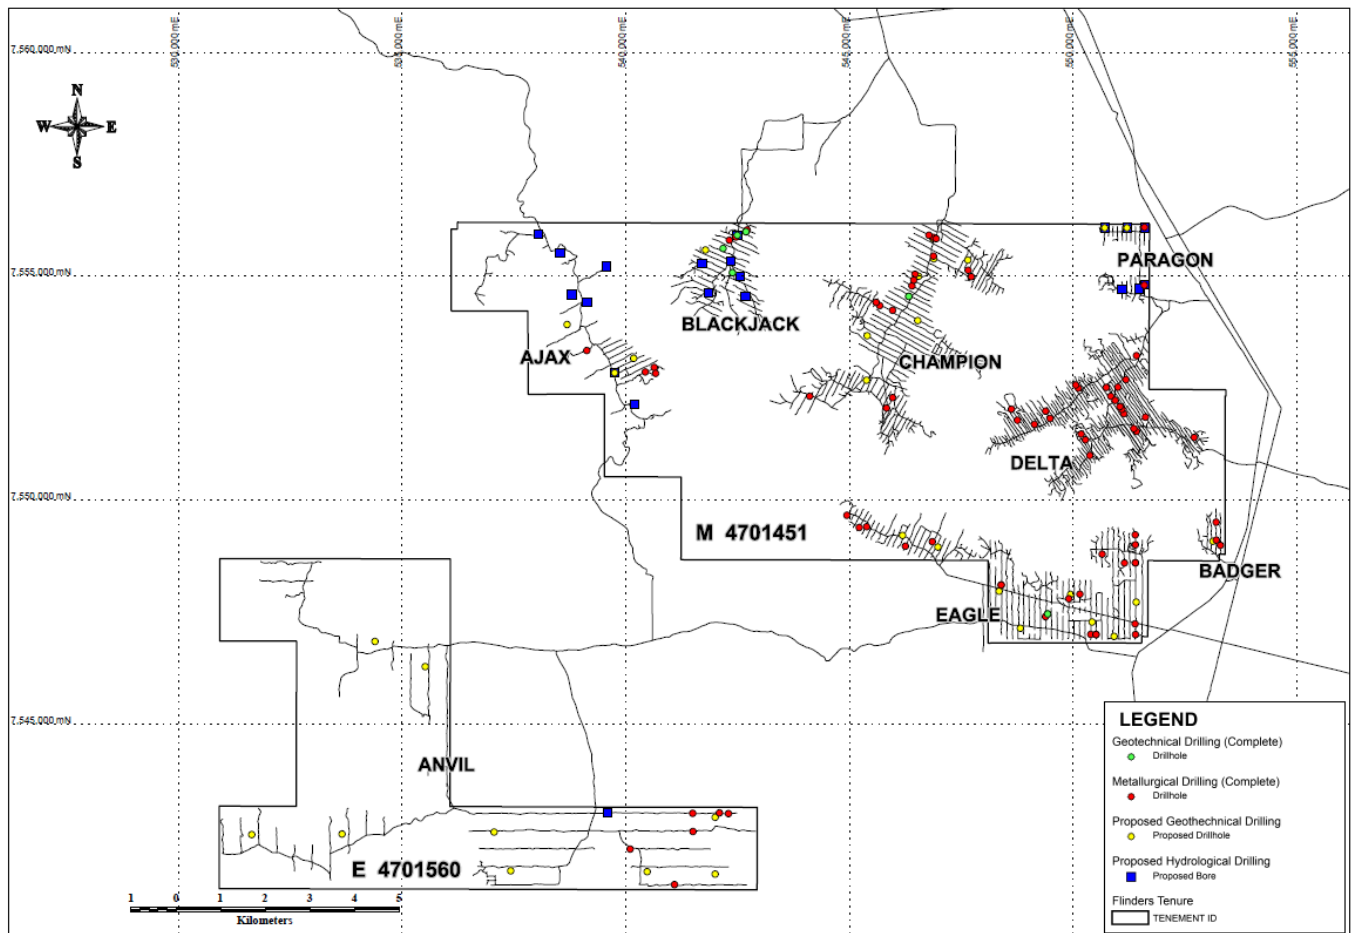 530,000 mE
535,000 mE
540,000 mE
545,000 mE
550,000 mE
555,000 mE
7,560,000 mN
N
W E
S
7,555,000 mN
PARAGON
BLACKJACK
AJAX
CHAMPION
DELTA
7,550,000 mN
M 4701451
BADGER
EAGLE
7,545,000 mN
ANVIL
E 4701560
1 0 1 2 3 4 5
Kilometers
LEGEND
Geotechnical Drilling (Complete)
Drillhole
Metallurgical Drilling (Complete)
Drillhole
Proposed Geotechnical Drilling
Proposed Drillhole
Proposed Hydrological Drilling
Proposed Bore
Flinders Tenure
TENEMENT ID